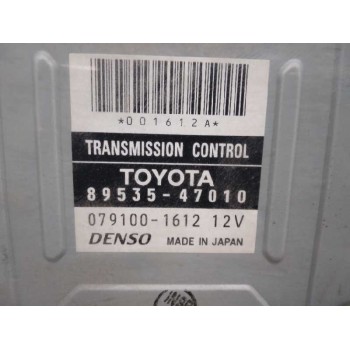 *001612A*
TRANSMISSION CONTROL
TOYOTA
89535-47010
079100-1612 12V
DENSO MADE IN JAPAN